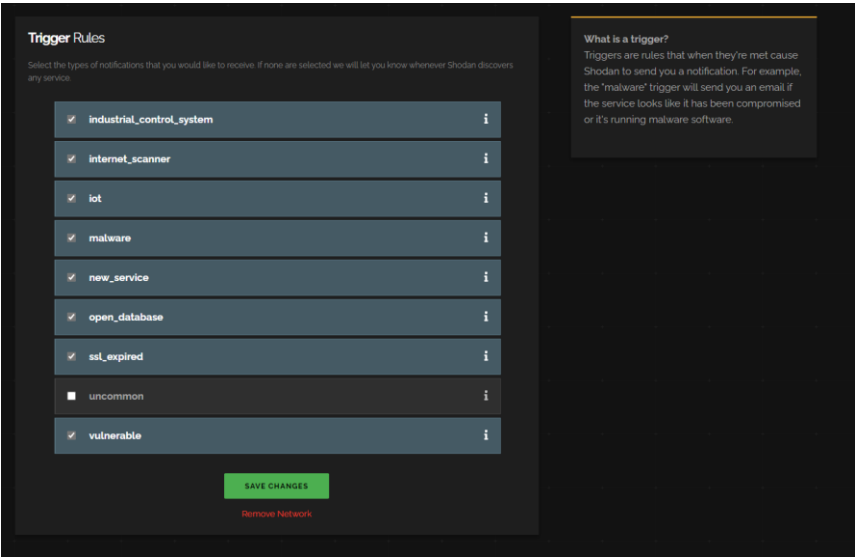 Trigger Rules
Select the types of notifications that you would like to receive. If none are selected we will let you know whenever Shodan discovers
any service.
industrial_control_system
internet_scanner
iot
malware
new_service
open_database
ssl_expired
uncommon
vulnerable
SAVE CHANGES
Remove Network
What is a trigger?
Triggers are rules that when they're met cause
Shodan to send you a notification. For example,
the "malware" trigger will send you an email if
the service looks like it has been compromised
or it's running malware software.